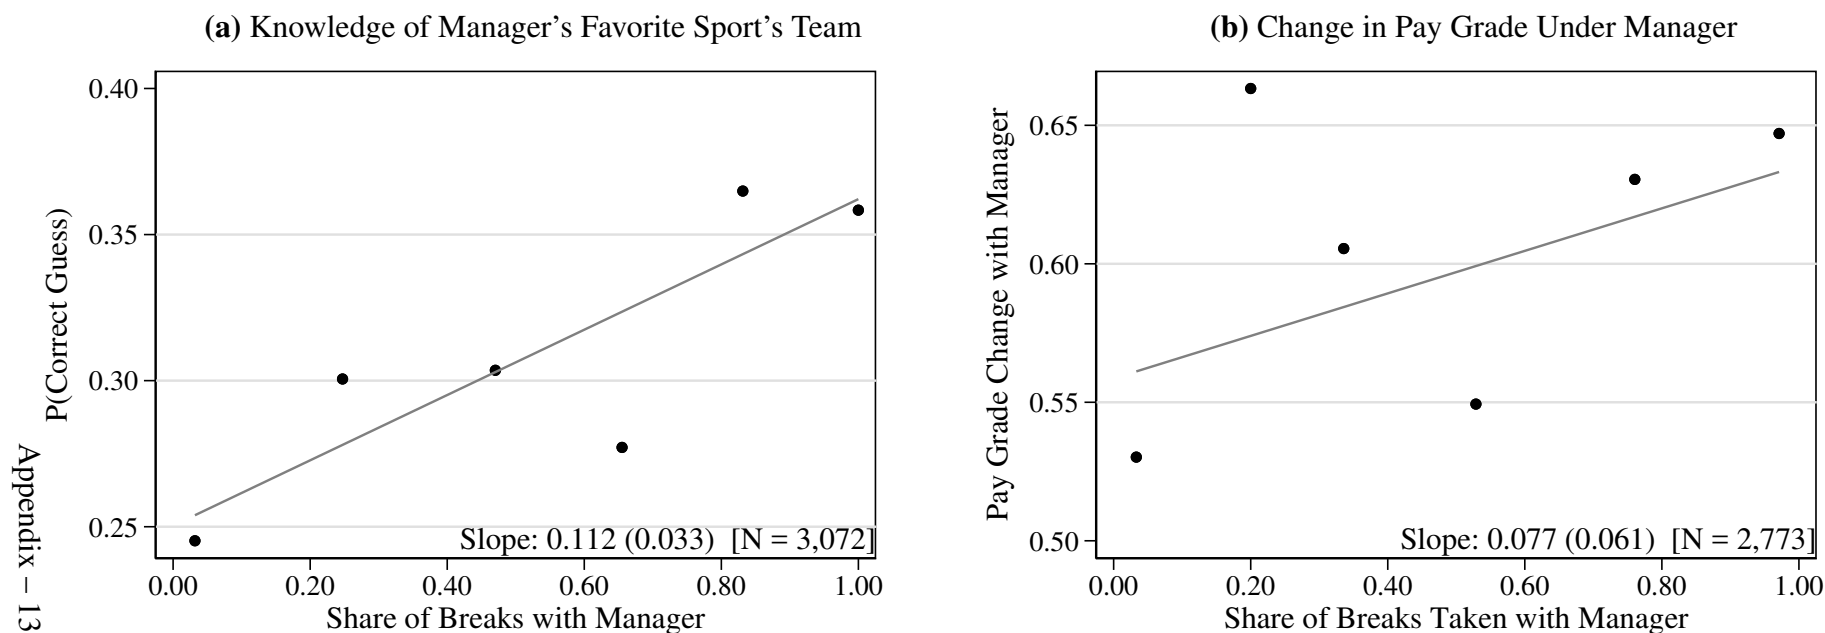 (a) Knowledge of Manager's Favorite Sport's Team
P(Correct Guess)
0.40
0.35
0.30
0.25
Slope: 0.112 (0.033) [N = 3,072]
0.00 0.20 0.40 0.60 0.80 1.00
Share of Breaks with Manager
(b) Change in Pay Grade Under Manager
Pay Grade Change with Manager
0.65
0.60
0.55
0.50
Slope: 0.077 (0.061) [N = 2,773]
0.00 0.20 0.40 0.60 0.80 1.00
Share of Breaks Taken with Manager
Appendix – 13